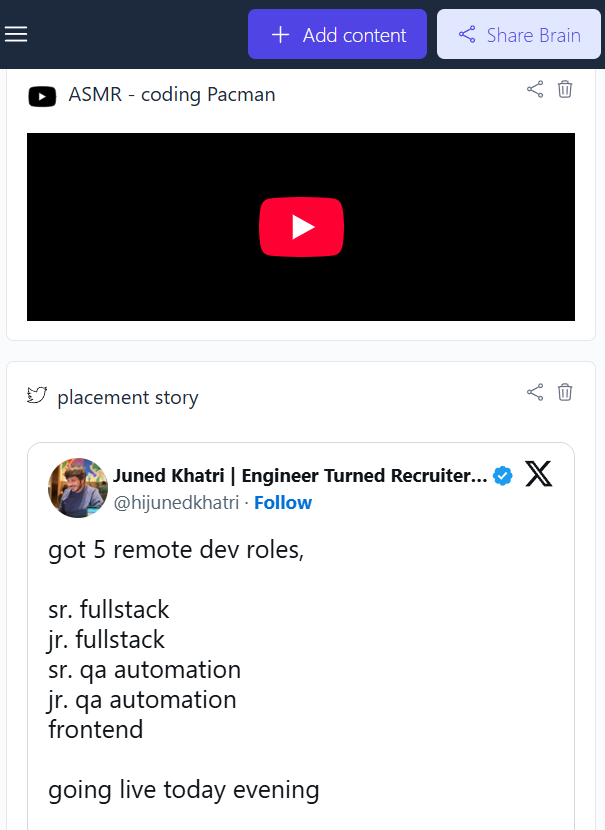 Add content
Share Brain
ASMR - coding Pacman
placement story
Juned Khatri | Engineer Turned Recruiter...
@hijunedkhatri · Follow
got 5 remote dev roles,
sr. fullstack
jr. fullstack
sr. qa automation
jr. qa automation
frontend
going live today evening